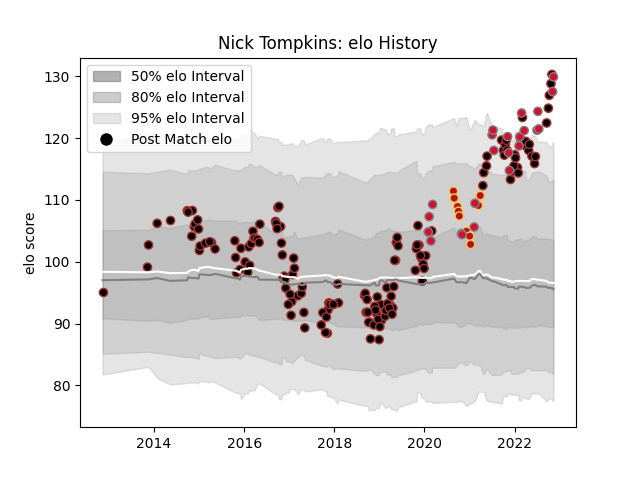 Nick Tompkins: elo History
50% elo Interval
80% elo Interval
95% elo Interval
Post Match elo
elo score
130
120
110
100
90
80
2014
2016
2018
2020
2022